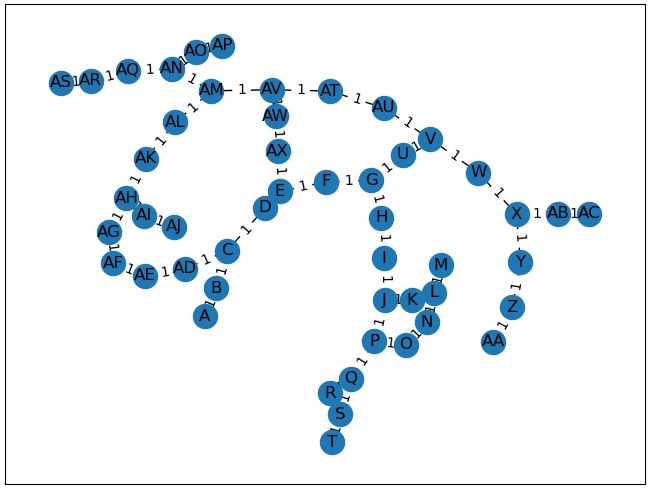 AP
AO
AN
AQ
AR
AS
1
1
1
1
1
AM
1
AV
1
AT
1
AU
1
V
1
W
1
X
1
AB
1
AC
AL
1
1
AK
1
AH
AI
1
AJ
1
AG
1
AF
1
AE
1
AD
1
C
1
AW
1
AX
1
E
D
1
1
F
1
G
1
U
1
1
H
I
1
J
1
K
L
M
1
N
1
O
1
P
1
1
B
A
Y
1
1
Z
1
AA
Q
1
R
1
S
T